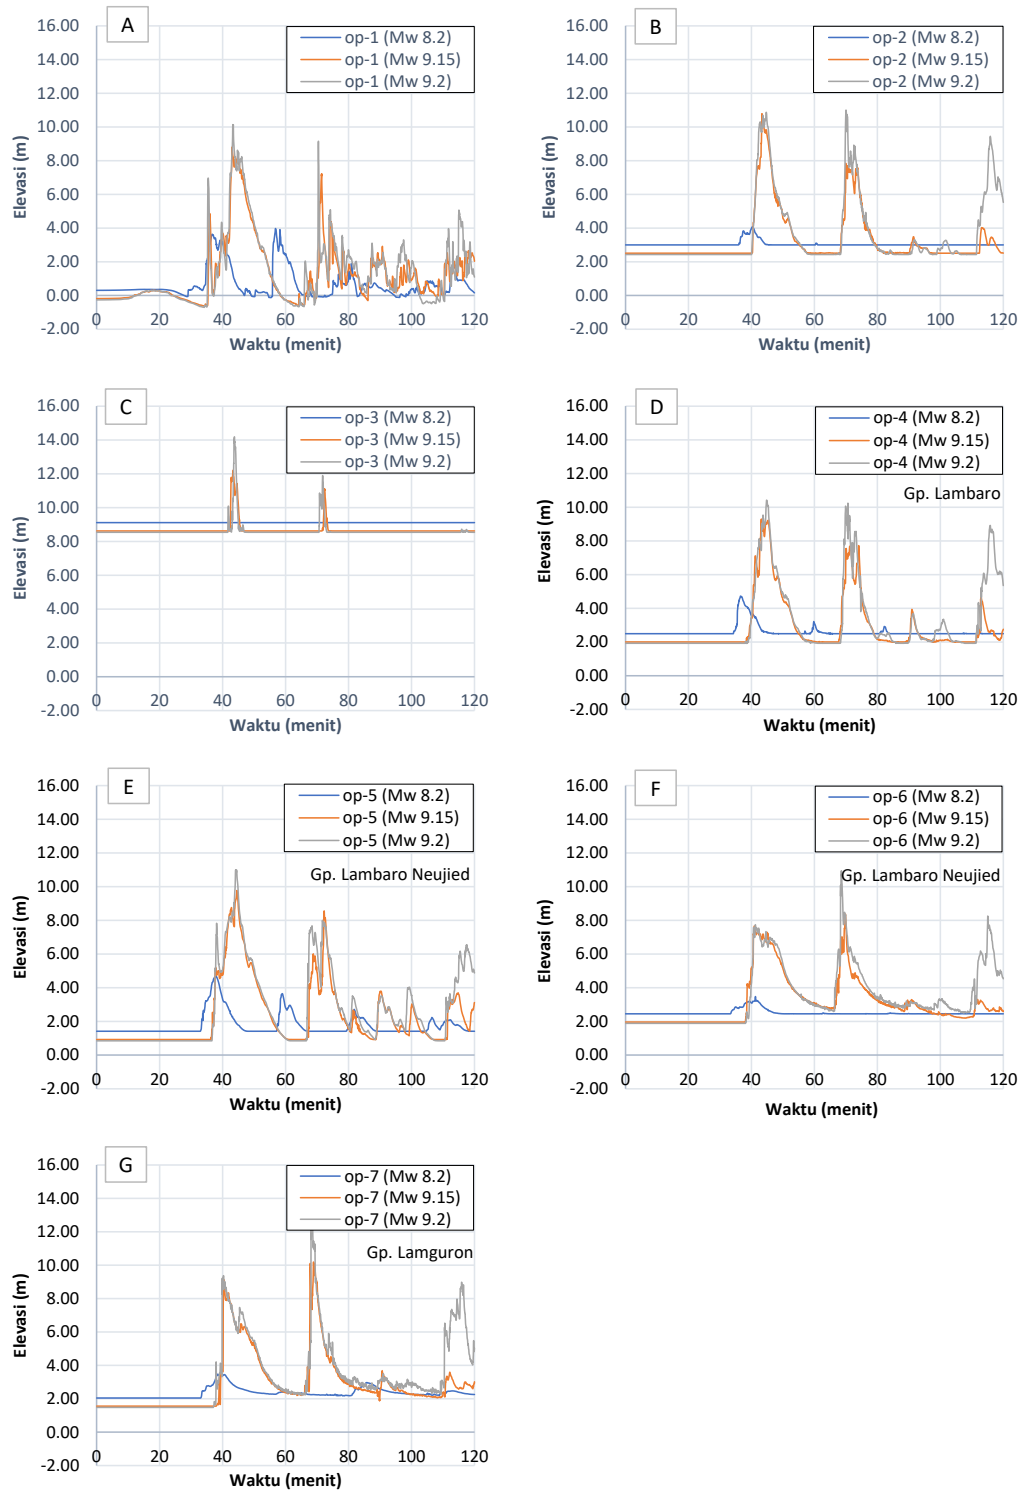 A
op-1 (Mw 8.2)
op-1 (Mw 9.15)
op-1 (Mw 9.2)
16.00
14.00
12.00
10.00
8.00
6.00
4.00
2.00
0.00
-2.00
Elevasi (m)
0 20 40 60 80 100 120
Waktu (menit)
B
op-2 (Mw 8.2)
op-2 (Mw 9.15)
op-2 (Mw 9.2)
16.00
14.00
12.00
10.00
8.00
6.00
4.00
2.00
0.00
-2.00
Elevasi (m)
0 20 40 60 80 100 120
Waktu (menit)
C
op-3 (Mw 8.2)
op-3 (Mw 9.15)
op-3 (Mw 9.2)
16.00
14.00
12.00
10.00
8.00
6.00
4.00
2.00
0.00
-2.00
Elevasi (m)
0 20 40 60 80 100 120
Waktu (menit)
D
op-4 (Mw 8.2)
op-4 (Mw 9.15)
op-4 (Mw 9.2)
Gp. Lambaro
16.00
14.00
12.00
10.00
8.00
6.00
4.00
2.00
0.00
-2.00
Elevasi (m)
0 20 40 60 80 100 120
Waktu (menit)
E
op-5 (Mw 8.2)
op-5 (Mw 9.15)
op-5 (Mw 9.2)
Gp. Lambaro Neujied
16.00
14.00
12.00
10.00
8.00
6.00
4.00
2.00
0.00
-2.00
Elevasi (m)
0 20 40 60 80 100 120
Waktu (menit)
F
op-6 (Mw 8.2)
op-6 (Mw 9.15)
op-6 (Mw 9.2)
Gp. Lambaro Neujied
16.00
14.00
12.00
10.00
8.00
6.00
4.00
2.00
0.00
-2.00
Elevasi (m)
0 20 40 60 80 100 120
Waktu (menit)
G
op-7 (Mw 8.2)
op-7 (Mw 9.15)
op-7 (Mw 9.2)
Gp. Lamguron
16.00
14.00
12.00
10.00
8.00
6.00
4.00
2.00
0.00
-2.00
Elevasi (m)
0 20 40 60 80 100 120
Waktu (menit)